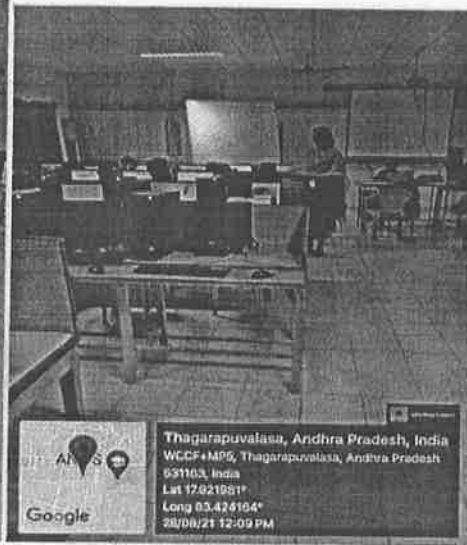 Google
Thagarapuvalasa, Andhra Pradesh, India
WCCF+MP5, Thagarapuvalasa, Andhra Pradesh
531163, India
Lat 17.921981°
Long 83.424164°
28/08/21 12:09 PM